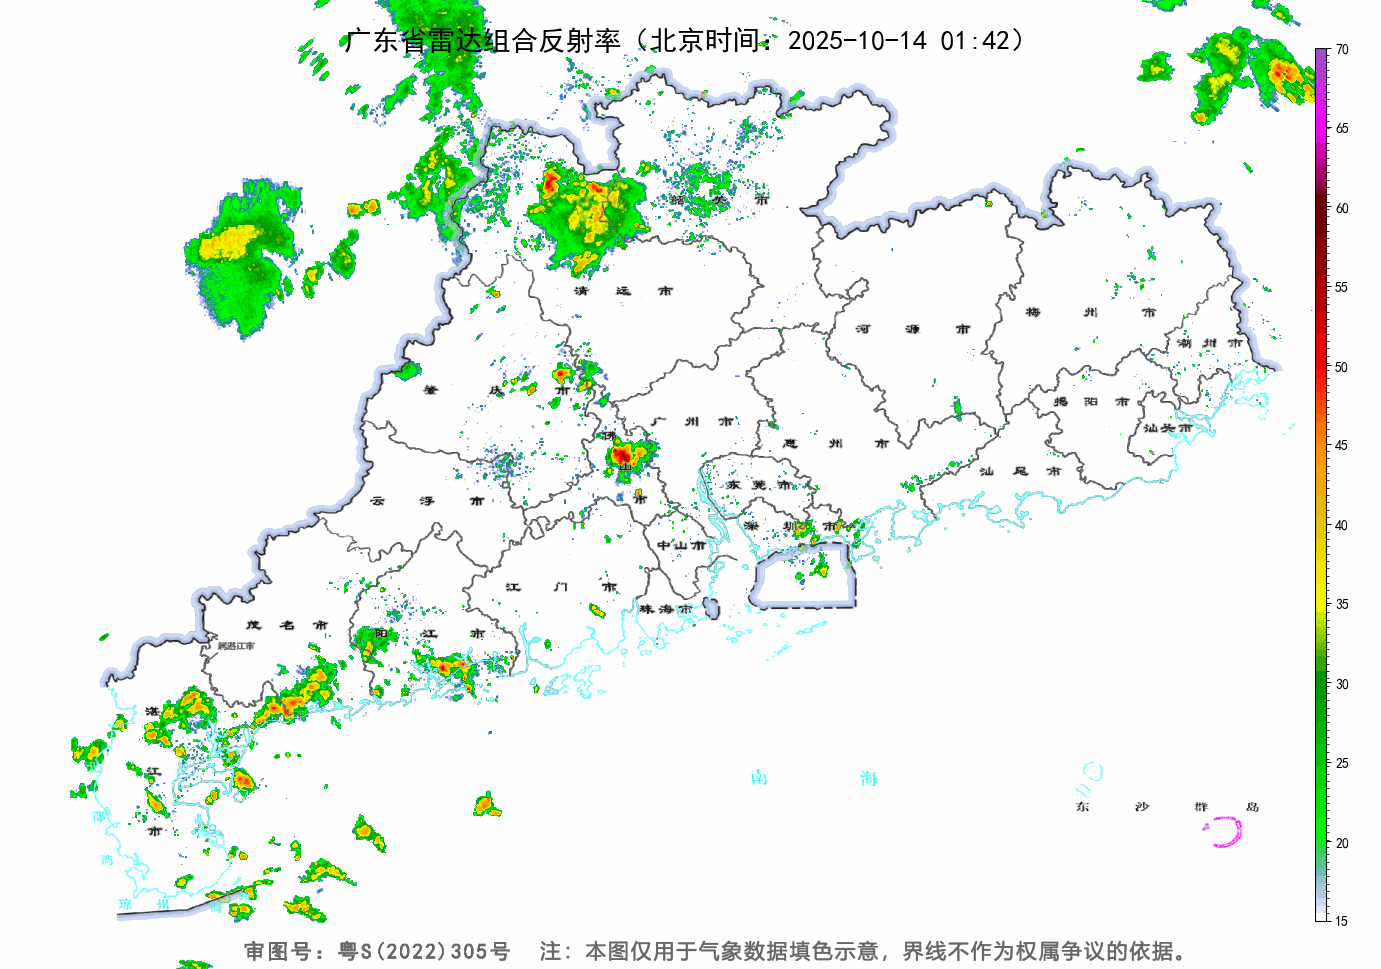 广东省雷达组合反射率（北京时间：2025-10-14 01:42）
70
65
60
55
50
45
40
35
30
25
20
15
韶关市
清远市
河源市
梅州市
潮州市
肇庆市
广州市
揭阳市
汕头市
惠州市
佛山市
汕尾市
东莞市
云浮市
深圳市
中山市
江门市
珠海市
茂名市
阳江市
属湛江市
湛江市
南海
东沙群岛
部湾
琼州海
审图号：粤S(2022)305号 注：本图仅用于气象数据填色示意，界线不作为权属争议的依据。